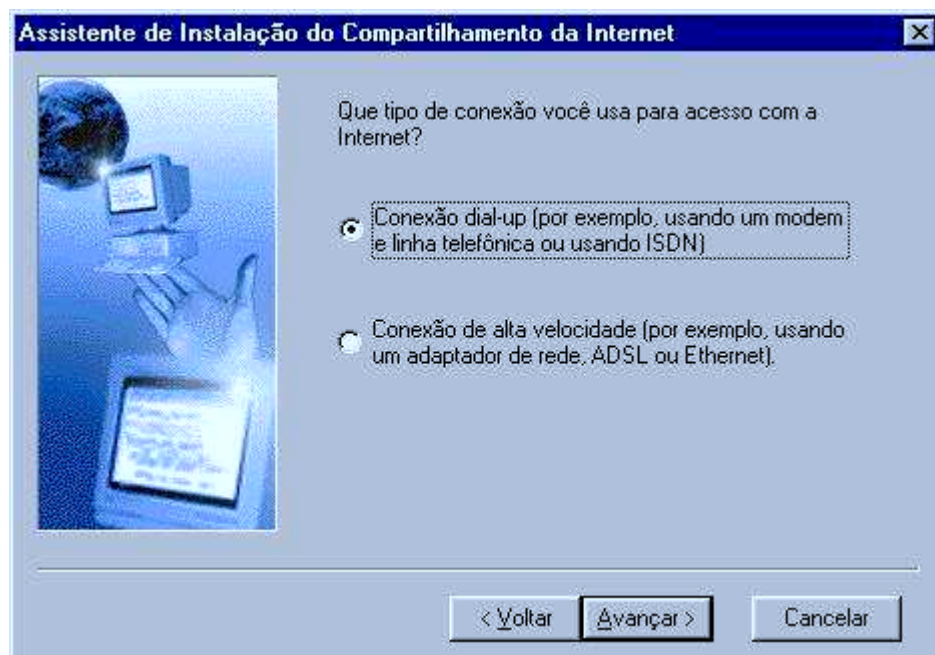 Assistente de Instalação do Compartilhamento da Internet
Que tipo de conexão você usa para acesso com a
Internet?
Conexão dial-up (por exemplo, usando um modem
e linha telefônica ou usando ISDN)
Conexão de alta velocidade (por exemplo, usando
um adaptador de rede, ADSL ou Ethernet).
< Voltar
Avançar >
Cancelar